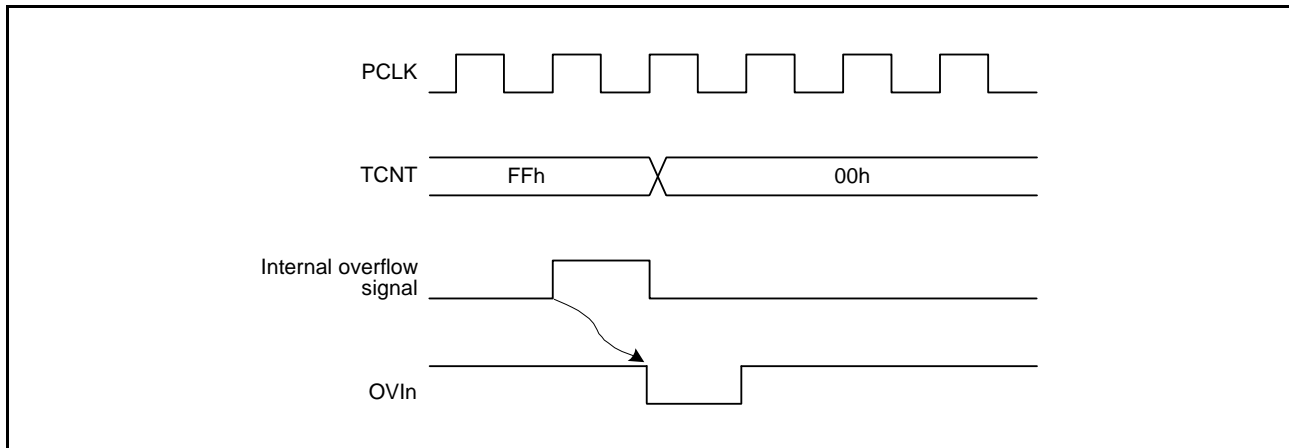 PCLK
TCNT
FFh
00h
Internal overflow
signal
OVIn